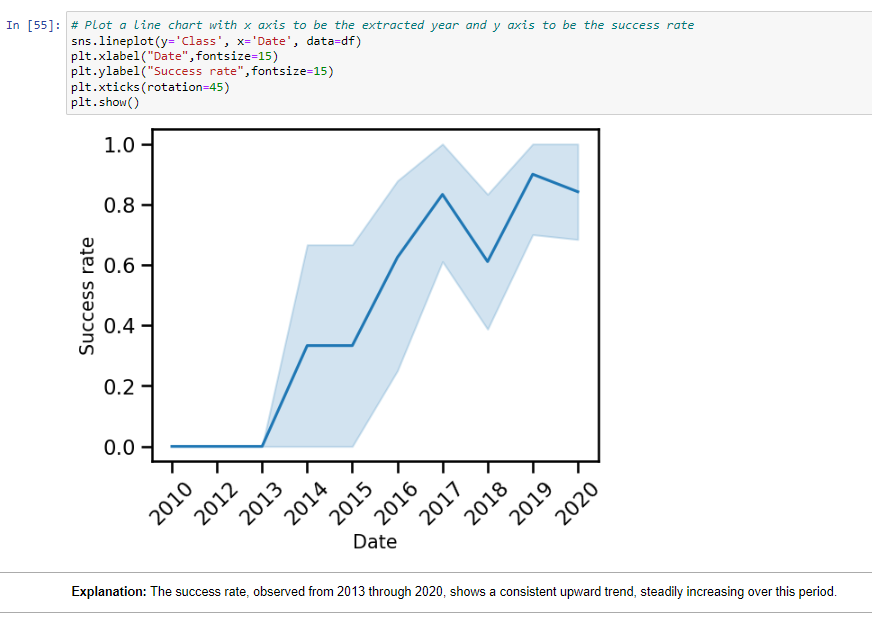 In [55]: # Plot a line chart with x axis to be the extracted year and y axis to be the success rate
sns.lineplot(y='Class', x='Date', data=df)
plt.xlabel("Date",fontsize=15)
plt.ylabel("Success rate",fontsize=15)
plt.xticks(rotation=45)
plt.show()
1.0
0.8
0.6
0.4
0.2
0.0
Success rate
2010 2012 2013 2014 2015 2016 2017 2018 2019 2020
Date
Explanation: The success rate, observed from 2013 through 2020, shows a consistent upward trend, steadily increasing over this period.